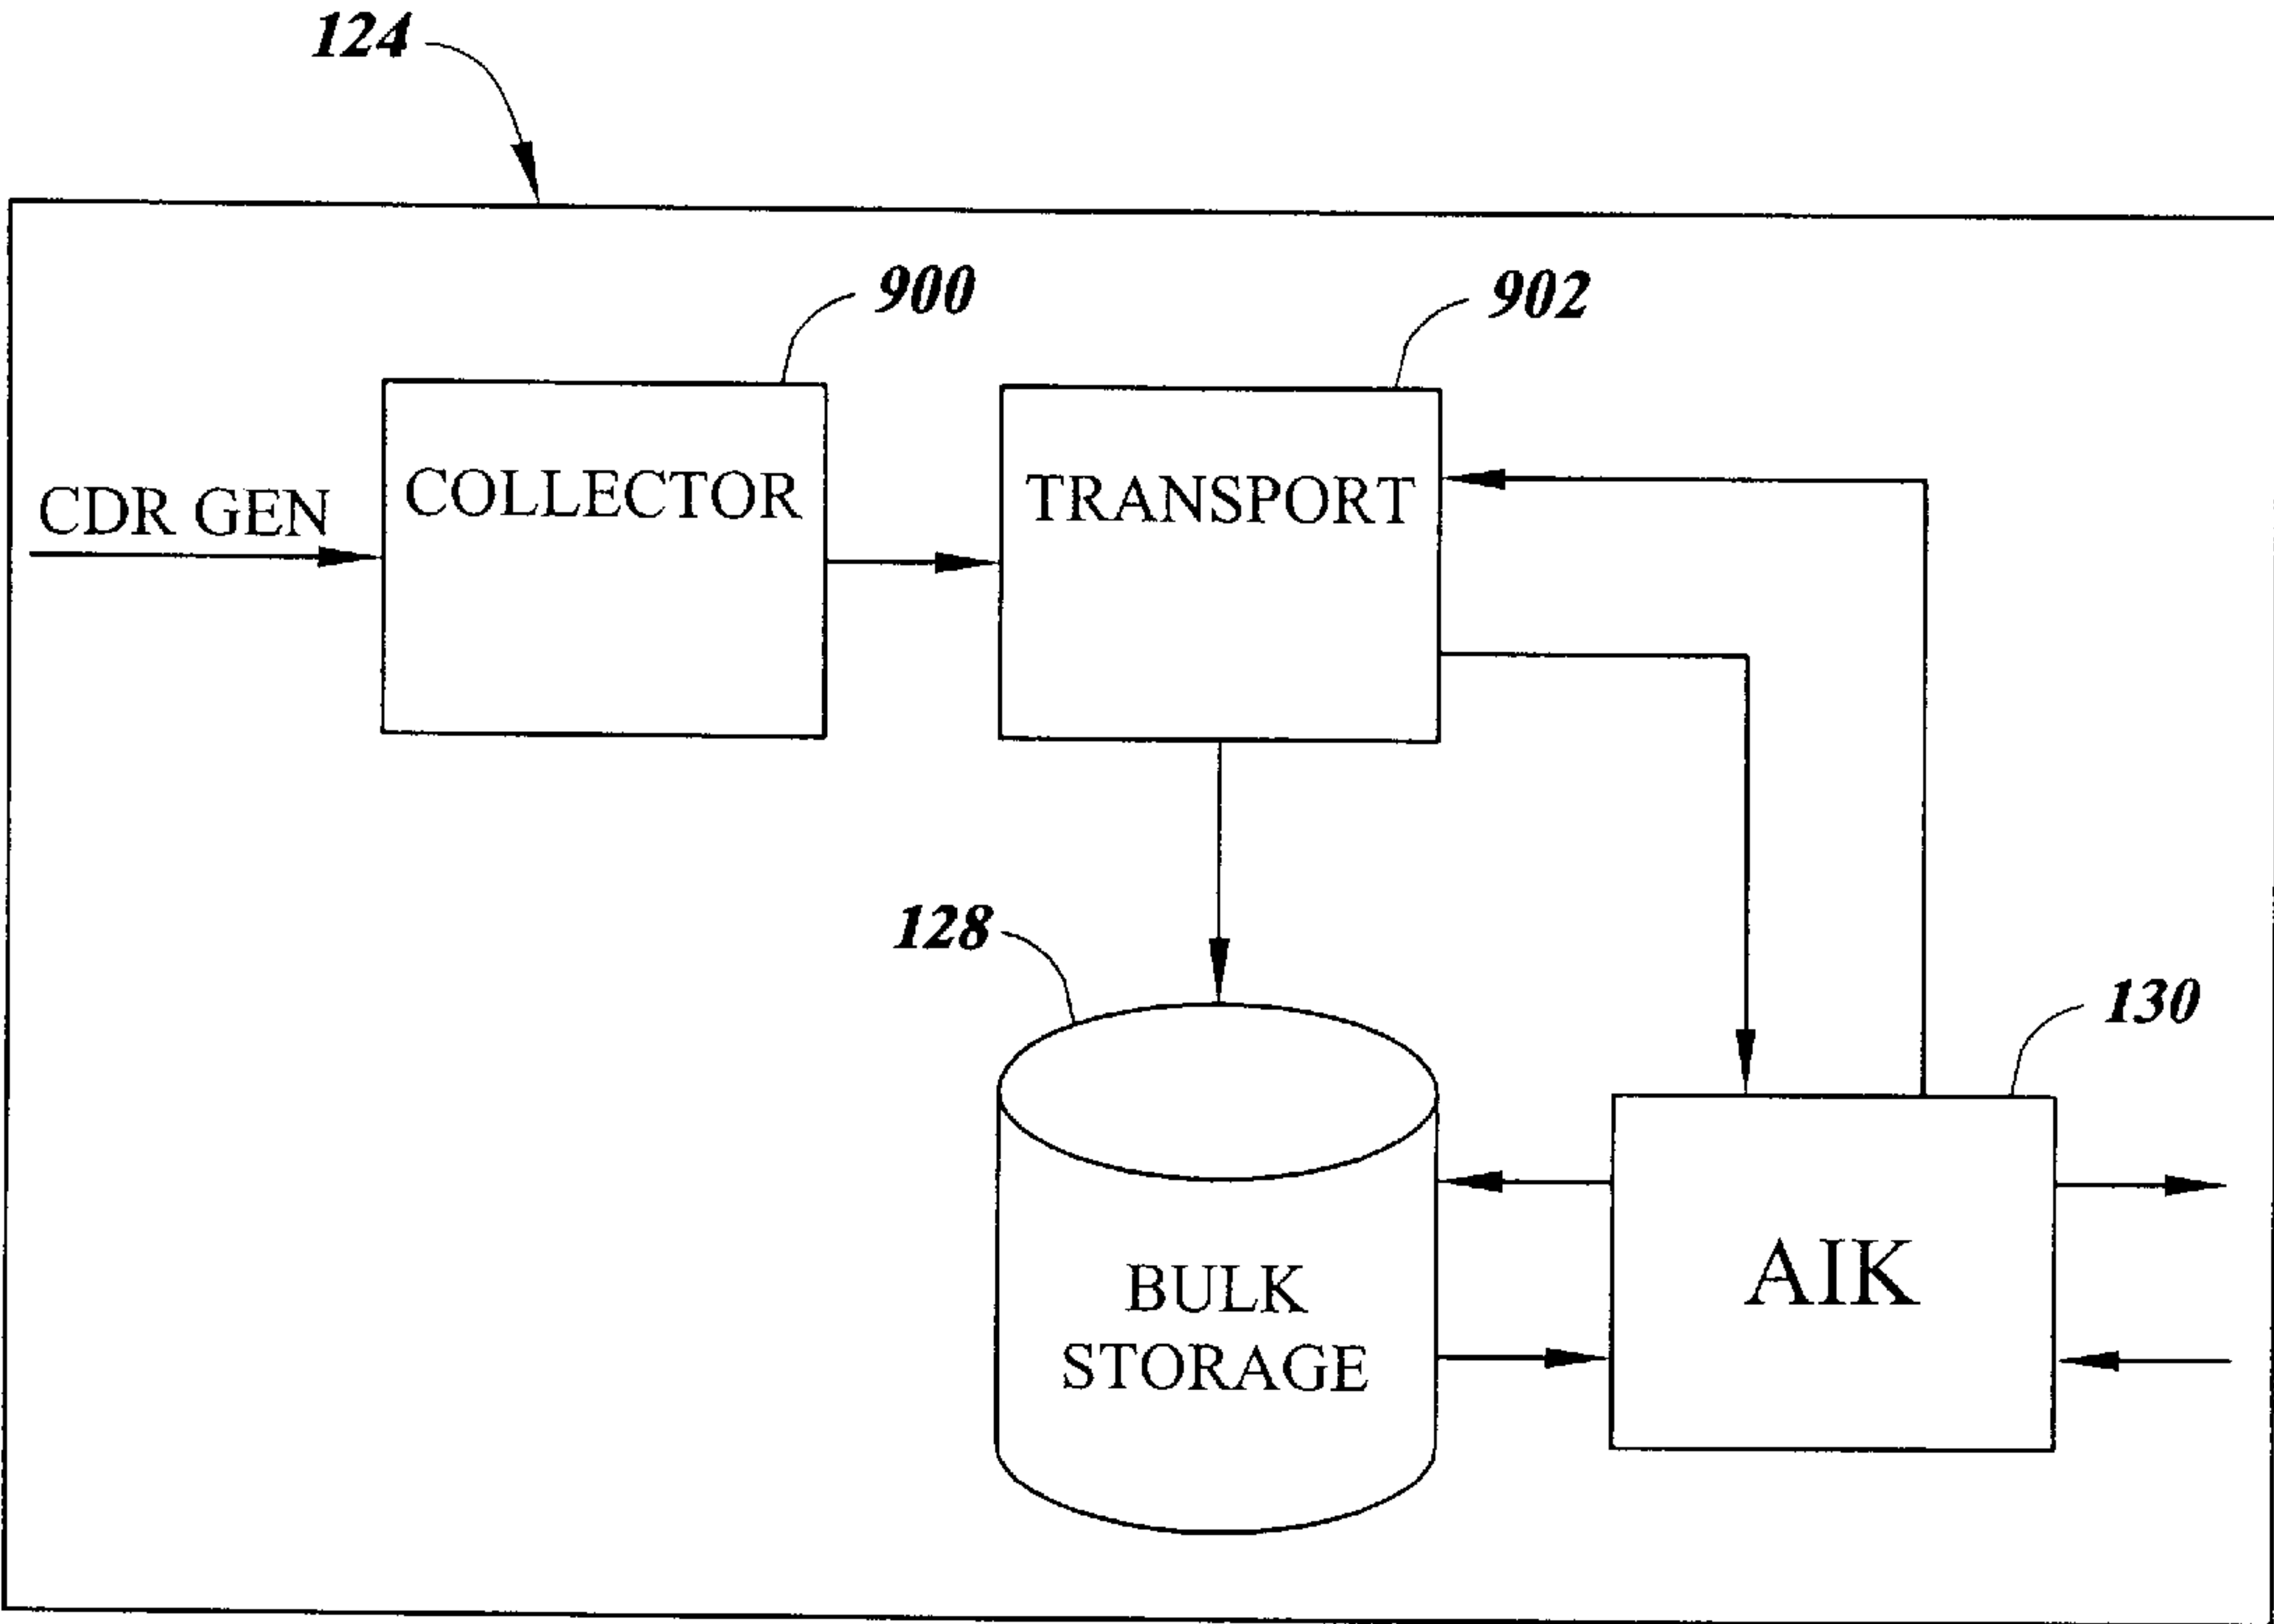 124
900
902
CDR GEN
COLLECTOR
TRANSPORT
128
130
BULK
STORAGE
AIK